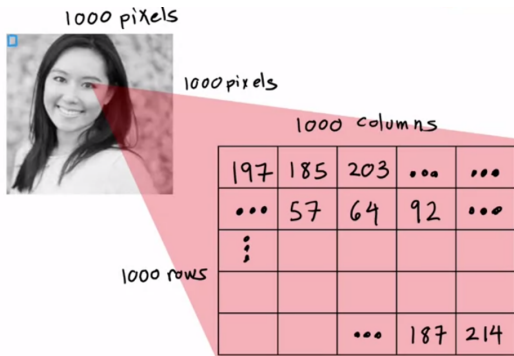 1000 pixels
1000 pixels
1000 columns
197 185 203 ... ...
... 57 64 92 ...
⋮
1000 rows
... 187 214